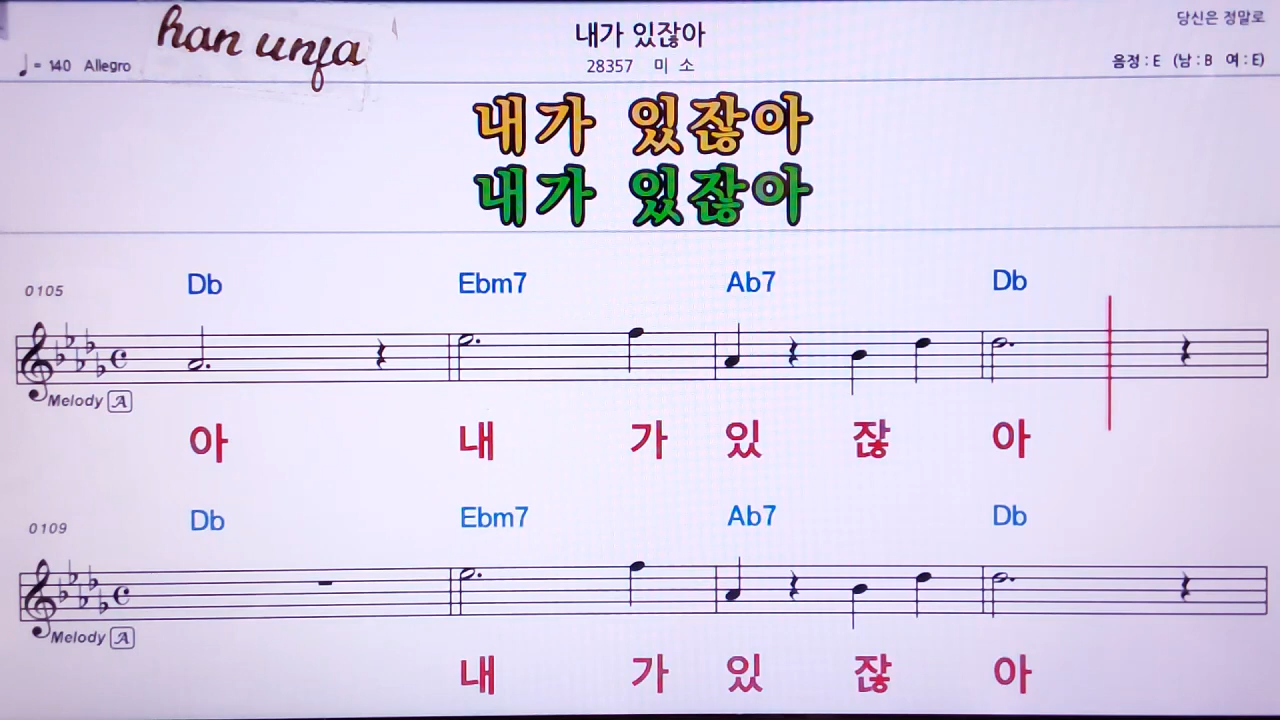 han unfa
내가 있잖아
당신은 정말로
♩= 140 Allegro
28357 미 소
음정 : E (남 : B 여 : E)
내가 있잖아
내가 있잖아
Db Ebm7 Ab7 Db
0105
Melody A
아 내 가 있 잖 아
Db Ebm7 Ab7 Db
0109
Melody A
내 가 있 잖 아